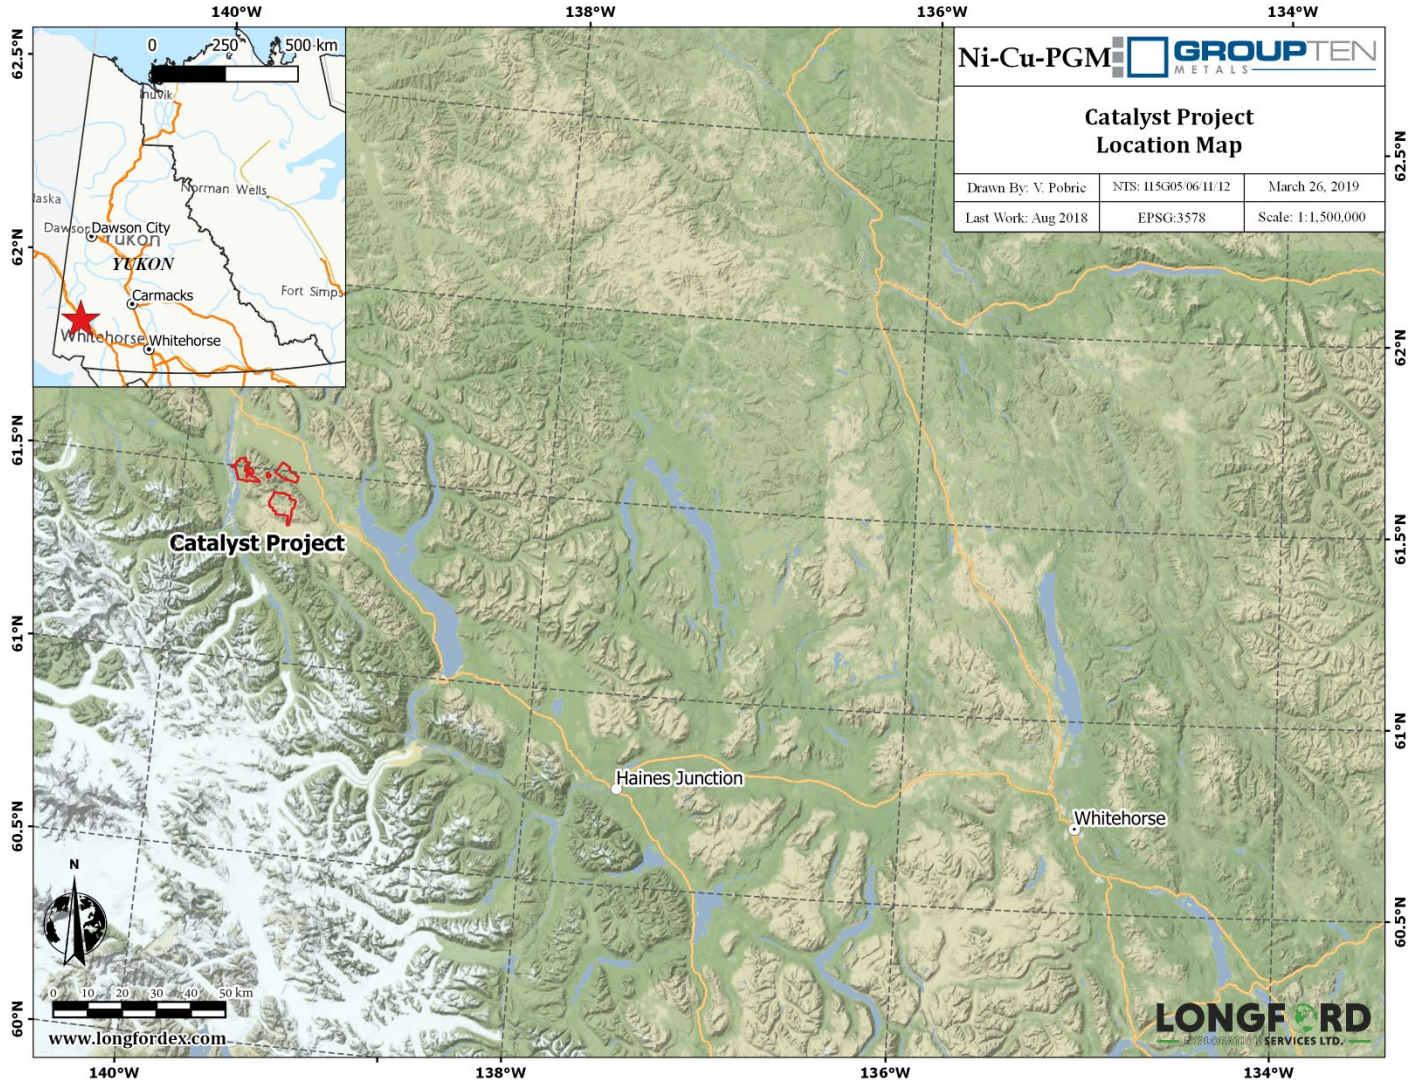 140°W 138°W 136°W 134°W
62.5°N
62°N
61.5°N
61°N
60.5°N
60°N
0 250 500 km
Inuvik
Norman Wells
laska
Dawson City
Yukon
YUKON
Carmacks
Fort Simps
Whitehorse
Whitehorse
Ni-Cu-PGM
GROUP TEN
METALS
Catalyst Project
Location Map
Drawn By: V. Pobric NTS: 115G05/06/11/12 March 26, 2019
Last Work: Aug 2018 EPSG:3578 Scale: 1:1,500,000
62.5°N
62°N
61.5°N
61°N
60.5°N
Catalyst Project
Haines Junction
Whitehorse
N
0 10 20 30 40 50 km
www.longfordex.com
LONGFORD
EXPLORATION SERVICES LTD.
140°W 138°W 136°W 134°W